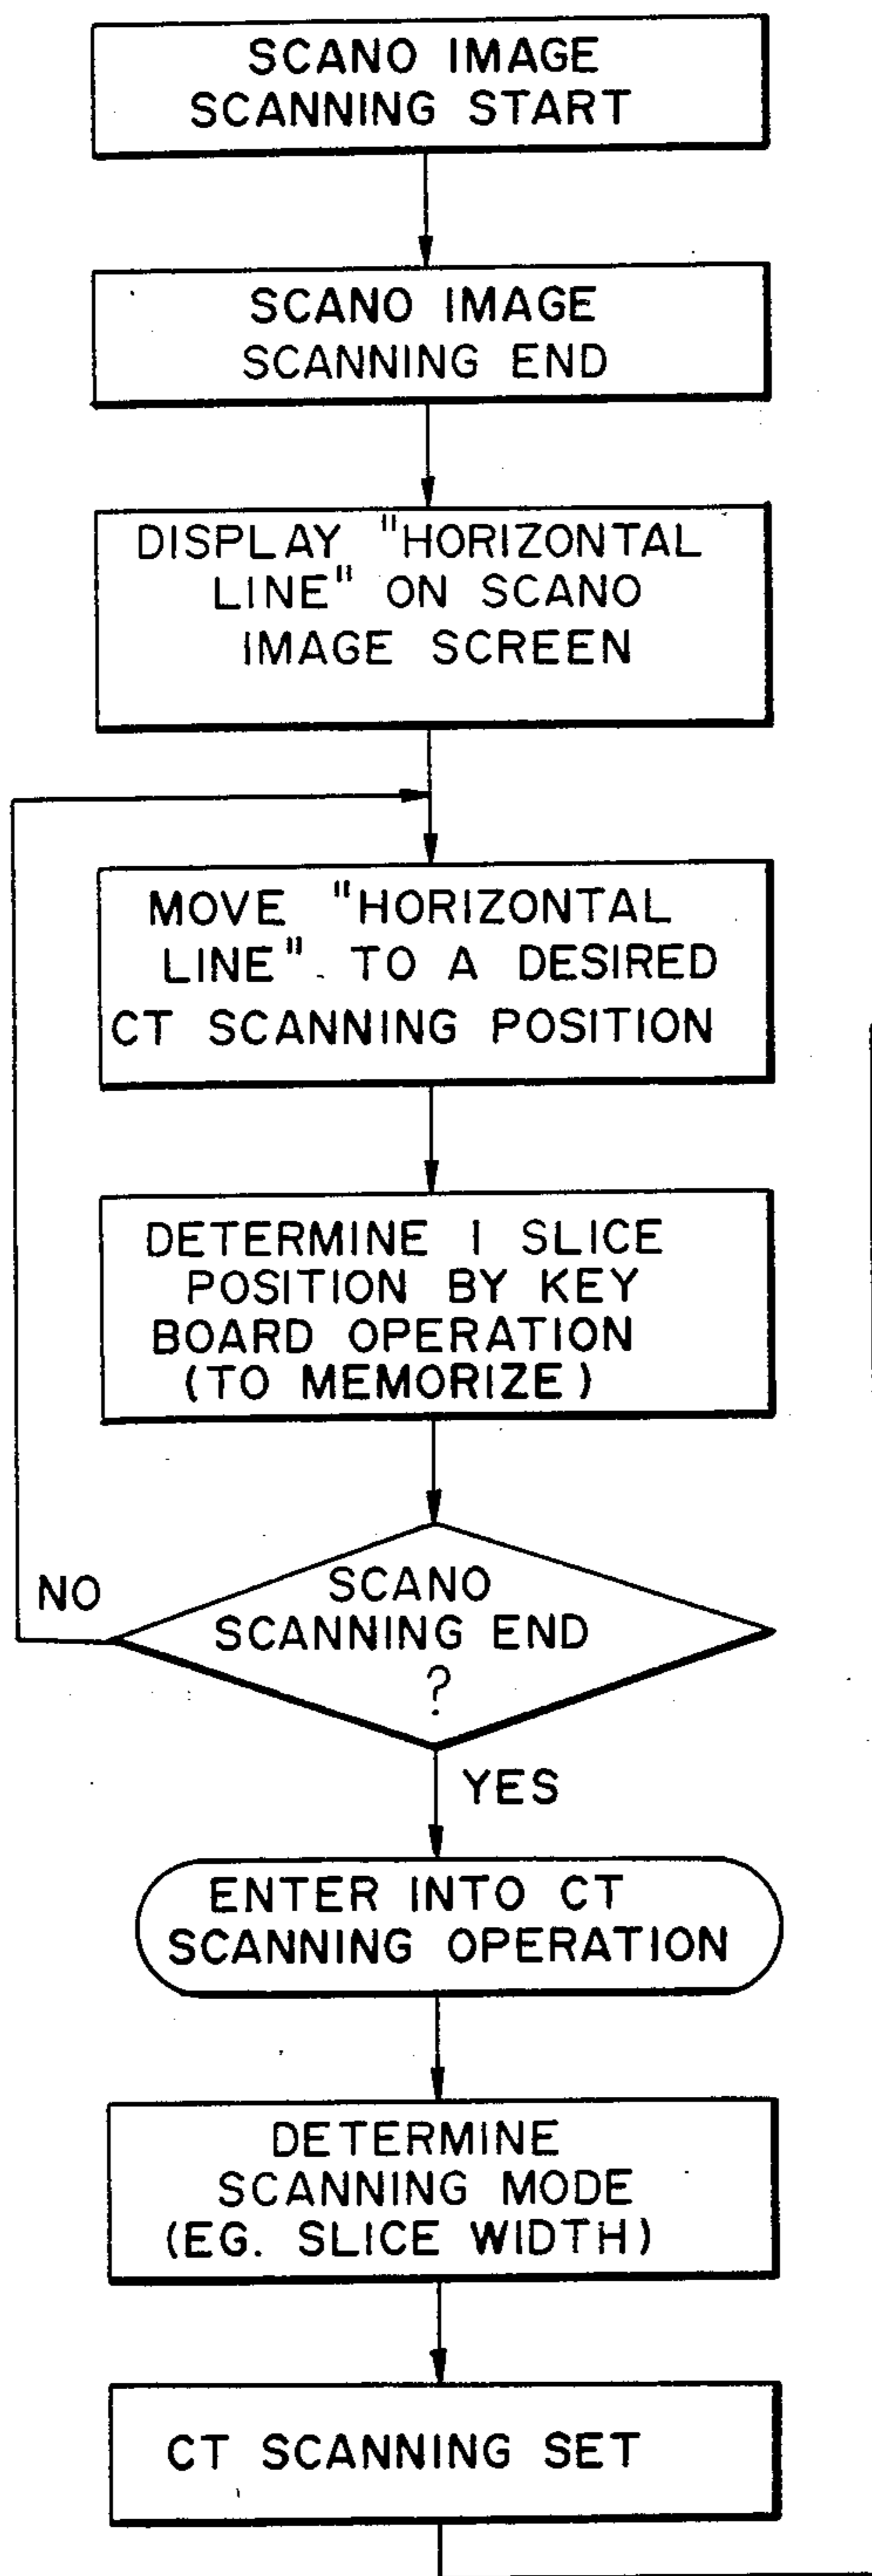 SCANO IMAGE
SCANNING START
SCANO IMAGE
SCANNING END
DISPLAY "HORIZONTAL
LINE" ON SCANO
IMAGE SCREEN
MOVE "HORIZONTAL
LINE" TO A DESIRED
CT SCANNING POSITION
DETERMINE 1 SLICE
POSITION BY KEY
BOARD OPERATION
(TO MEMORIZE)
NO
SCANO
SCANNING END
?
YES
ENTER INTO CT
SCANNING OPERATION
DETERMINE
SCANNING MODE
(EG. SLICE WIDTH)
CT SCANNING SET